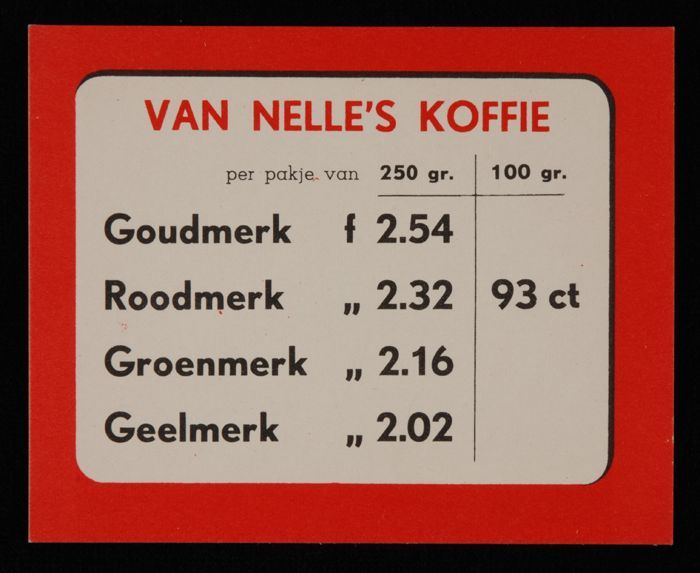 VAN NELLE'S KOFFIE
per pakje van 250 gr. 100 gr.
Goudmerk f 2.54
Roodmerk „ 2.32 93 ct
Groenmerk „ 2.16
Geelmerk „ 2.02